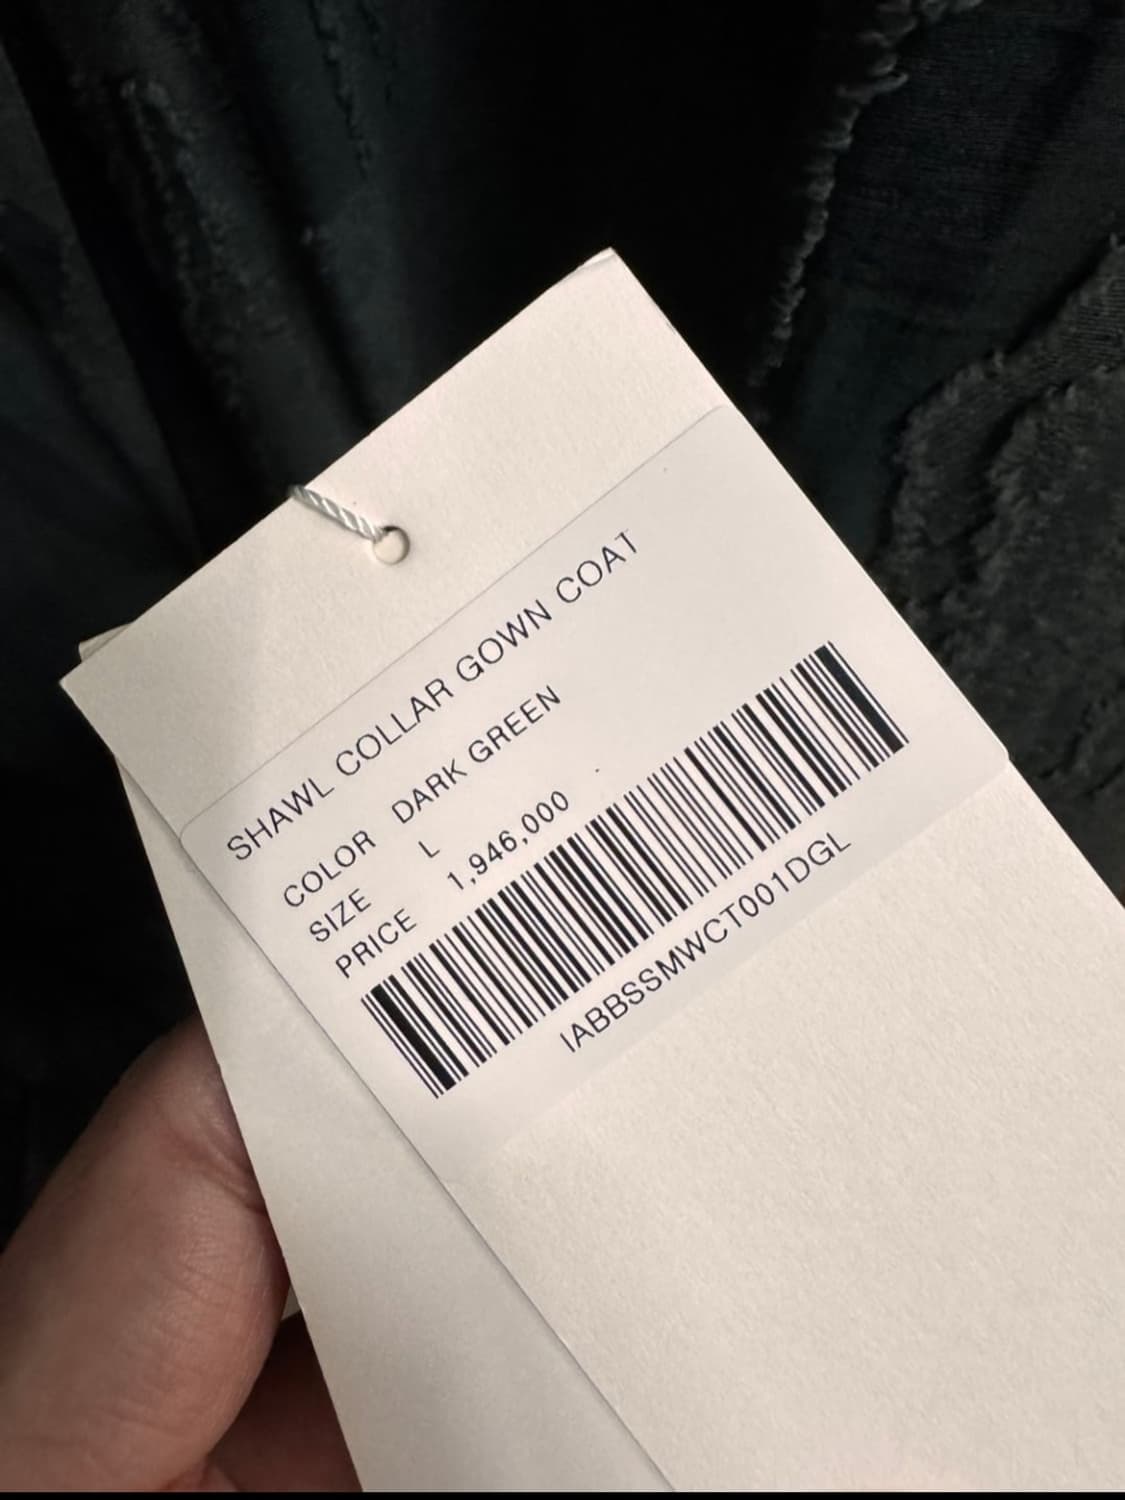 SHAWL COLLAR GOWN COAT
COLOR DARK GREEN
SIZE L
PRICE 1,946,000
IABBSSMWCT001DGL